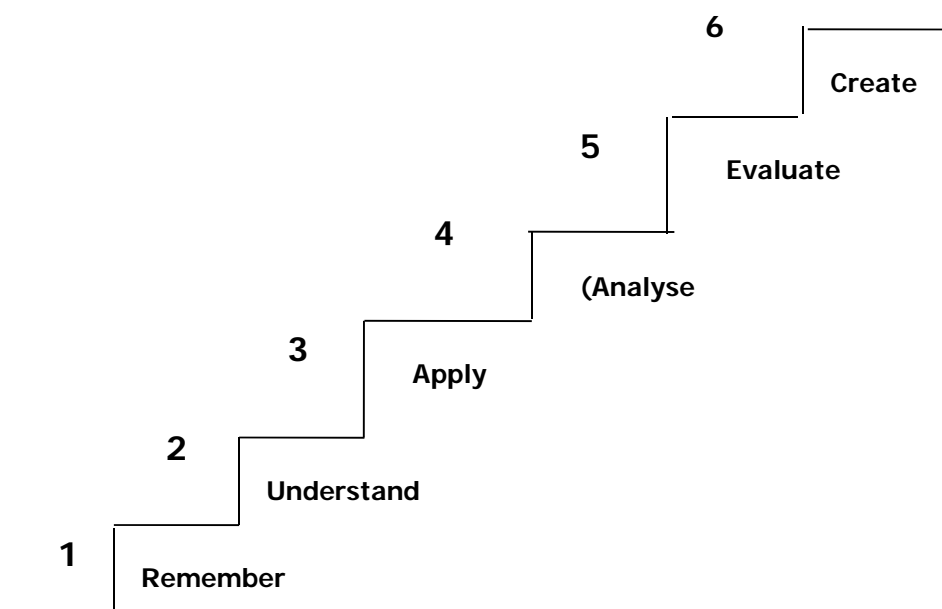 6
Create
5
Evaluate
4
(Analyse
3
Apply
2
Understand
1
Remember